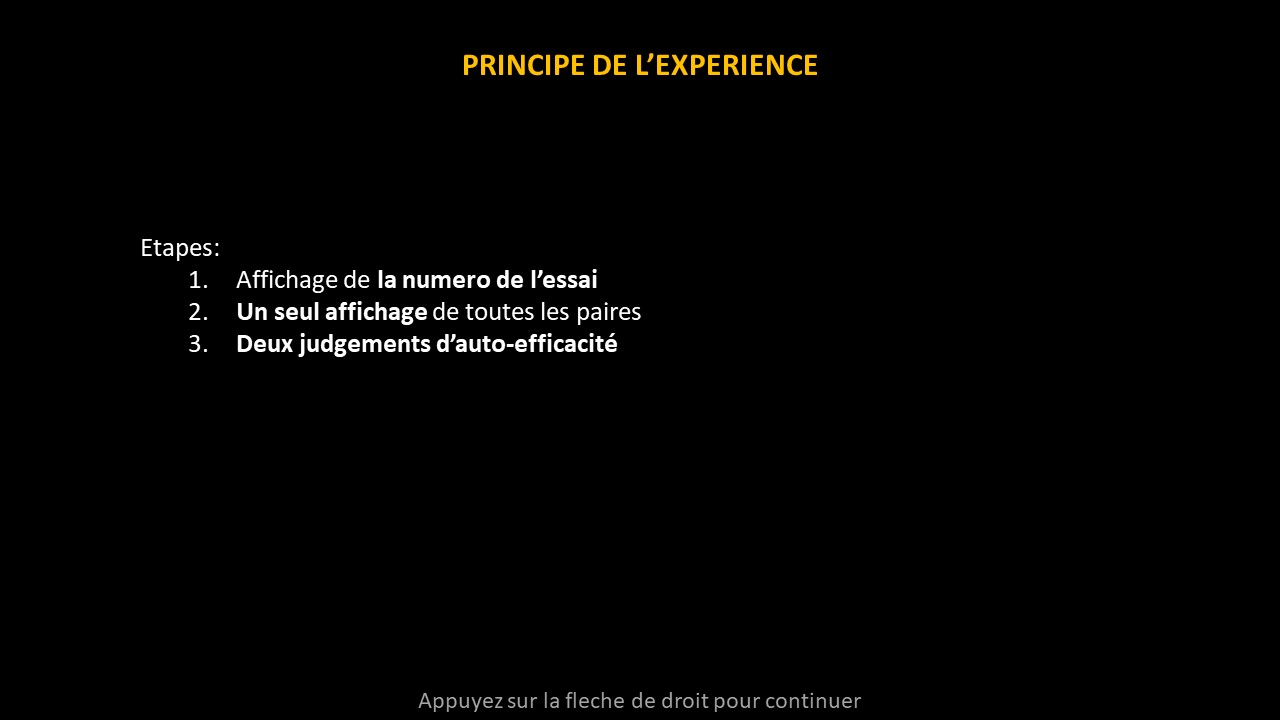 PRINCIPE DE L’EXPERIENCE
Etapes:
1. Affichage de la numero de l’essai
2. Un seul affichage de toutes les paires
3. Deux judgements d’auto-efficacité
Appuyez sur la fleche de droit pour continuer